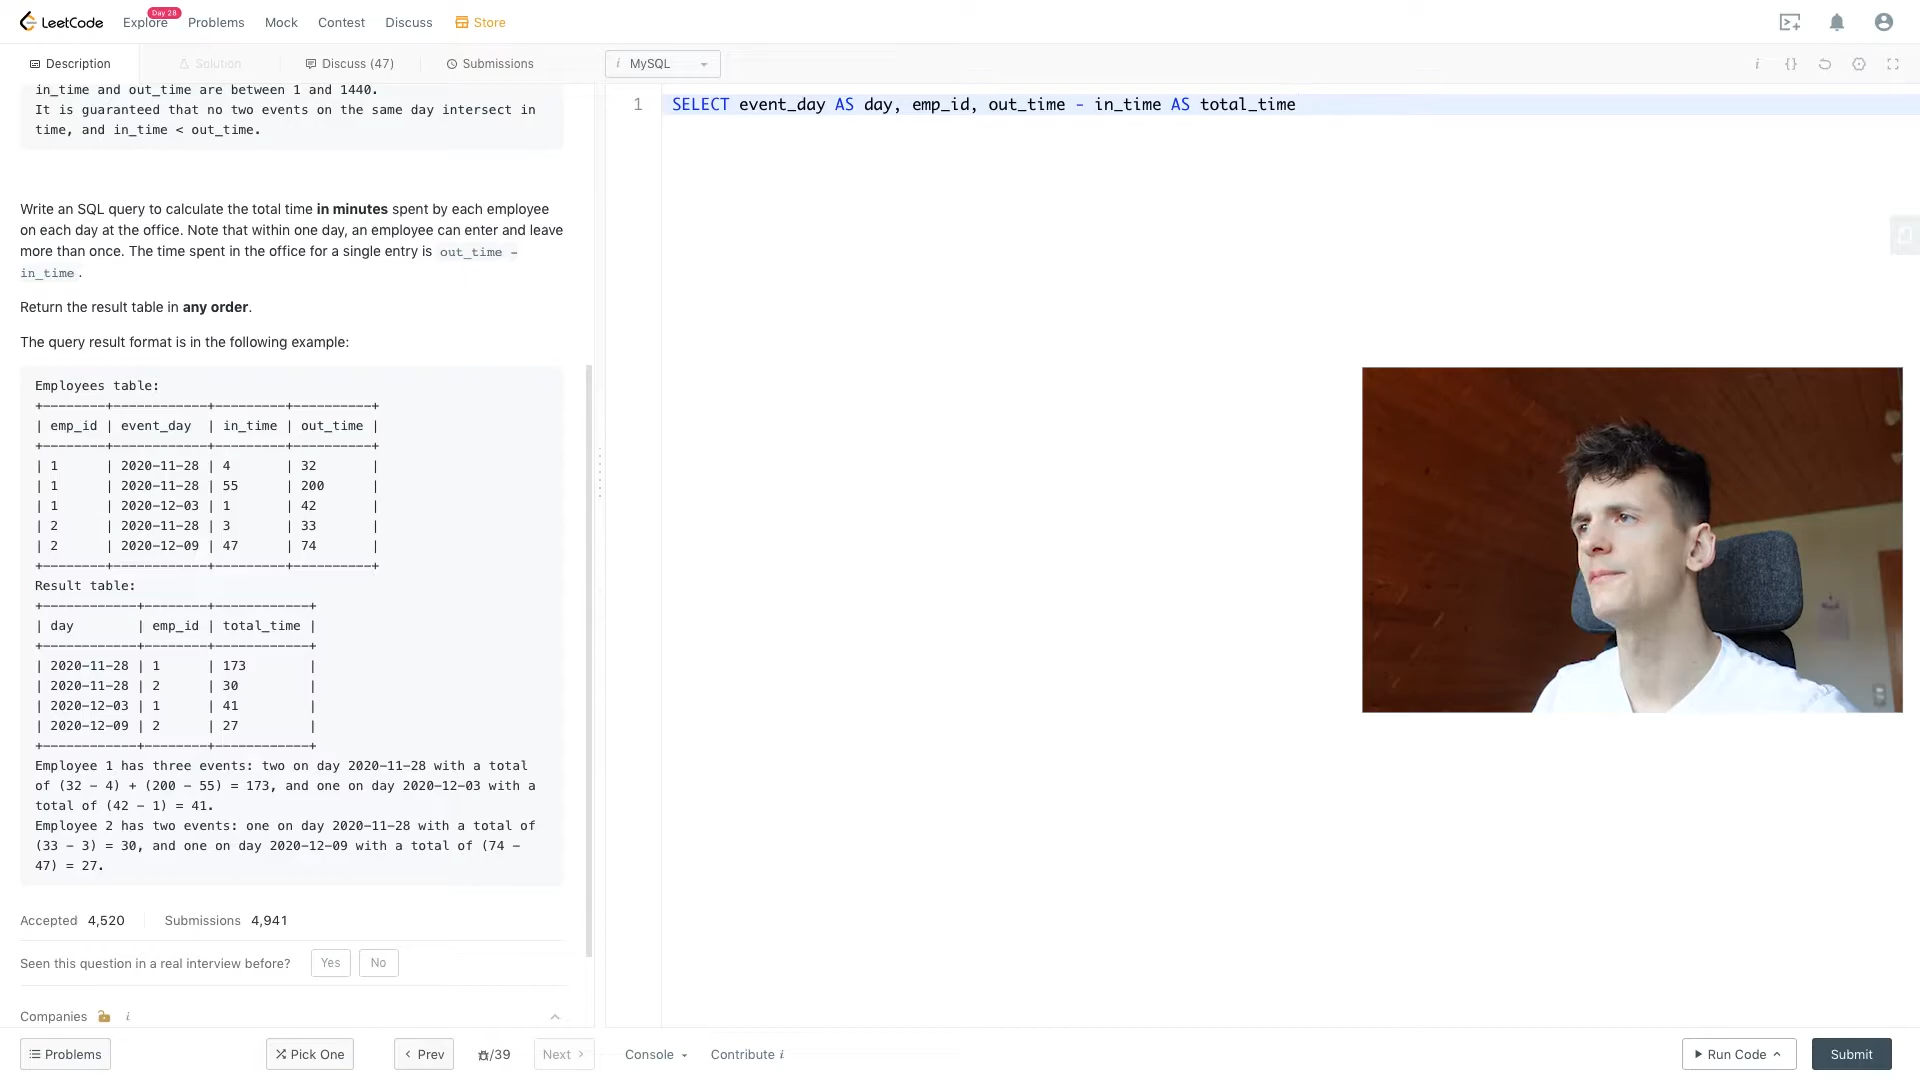 LeetCode Explore Day 28 Problems Mock Contest Discuss Store
Description Solution Discuss (47) Submissions i MySQL i {}
in_time and out_time are between 1 and 1440.
It is guaranteed that no two events on the same day intersect in
time, and in_time < out_time.
1 SELECT event_day AS day, emp_id, out_time - in_time AS total_time
Write an SQL query to calculate the total time in minutes spent by each employee
on each day at the office. Note that within one day, an employee can enter and leave
more than once. The time spent in the office for a single entry is out_time -
in_time.
Return the result table in any order.
The query result format is in the following example:
Employees table:
+--------+------------+---------+----------+
| emp_id | event_day | in_time | out_time |
+--------+------------+---------+----------+
| 1 | 2020-11-28 | 4 | 32 |
| 1 | 2020-11-28 | 55 | 200 |
| 1 | 2020-12-03 | 1 | 42 |
| 2 | 2020-11-28 | 3 | 33 |
| 2 | 2020-12-09 | 47 | 74 |
+--------+------------+---------+----------+
Result table:
+------------+--------+------------+
| day | emp_id | total_time |
+------------+--------+------------+
| 2020-11-28 | 1 | 173 |
| 2020-11-28 | 2 | 30 |
| 2020-12-03 | 1 | 41 |
| 2020-12-09 | 2 | 27 |
+------------+--------+------------+
Employee 1 has three events: two on day 2020-11-28 with a total
of (32 - 4) + (200 - 55) = 173, and one on day 2020-12-03 with a
total of (42 - 1) = 41.
Employee 2 has two events: one on day 2020-11-28 with a total of
(33 - 3) = 30, and one on day 2020-12-09 with a total of (74 -
47) = 27.
Accepted 4,520 Submissions 4,941
Seen this question in a real interview before? Yes No
Companies i
Problems Pick One < Prev /39 Next > Console Contribute i Run Code Submit